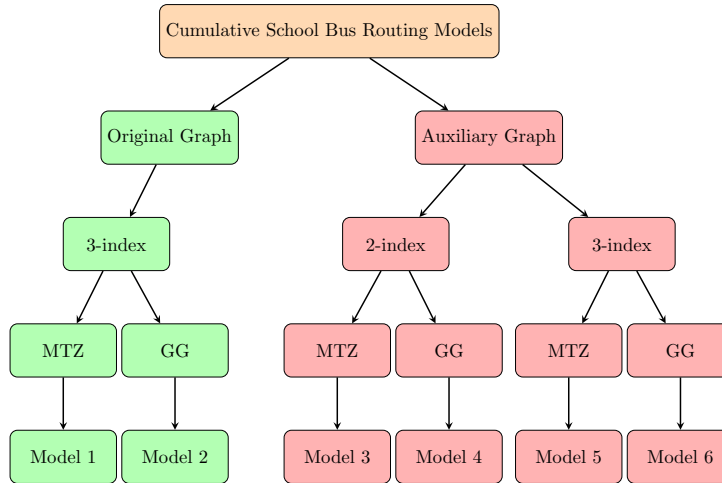 Cumulative School Bus Routing Models
Original Graph
Auxiliary Graph
3-index
2-index
3-index
MTZ
GG
MTZ
GG
MTZ
GG
Model 1
Model 2
Model 3
Model 4
Model 5
Model 6